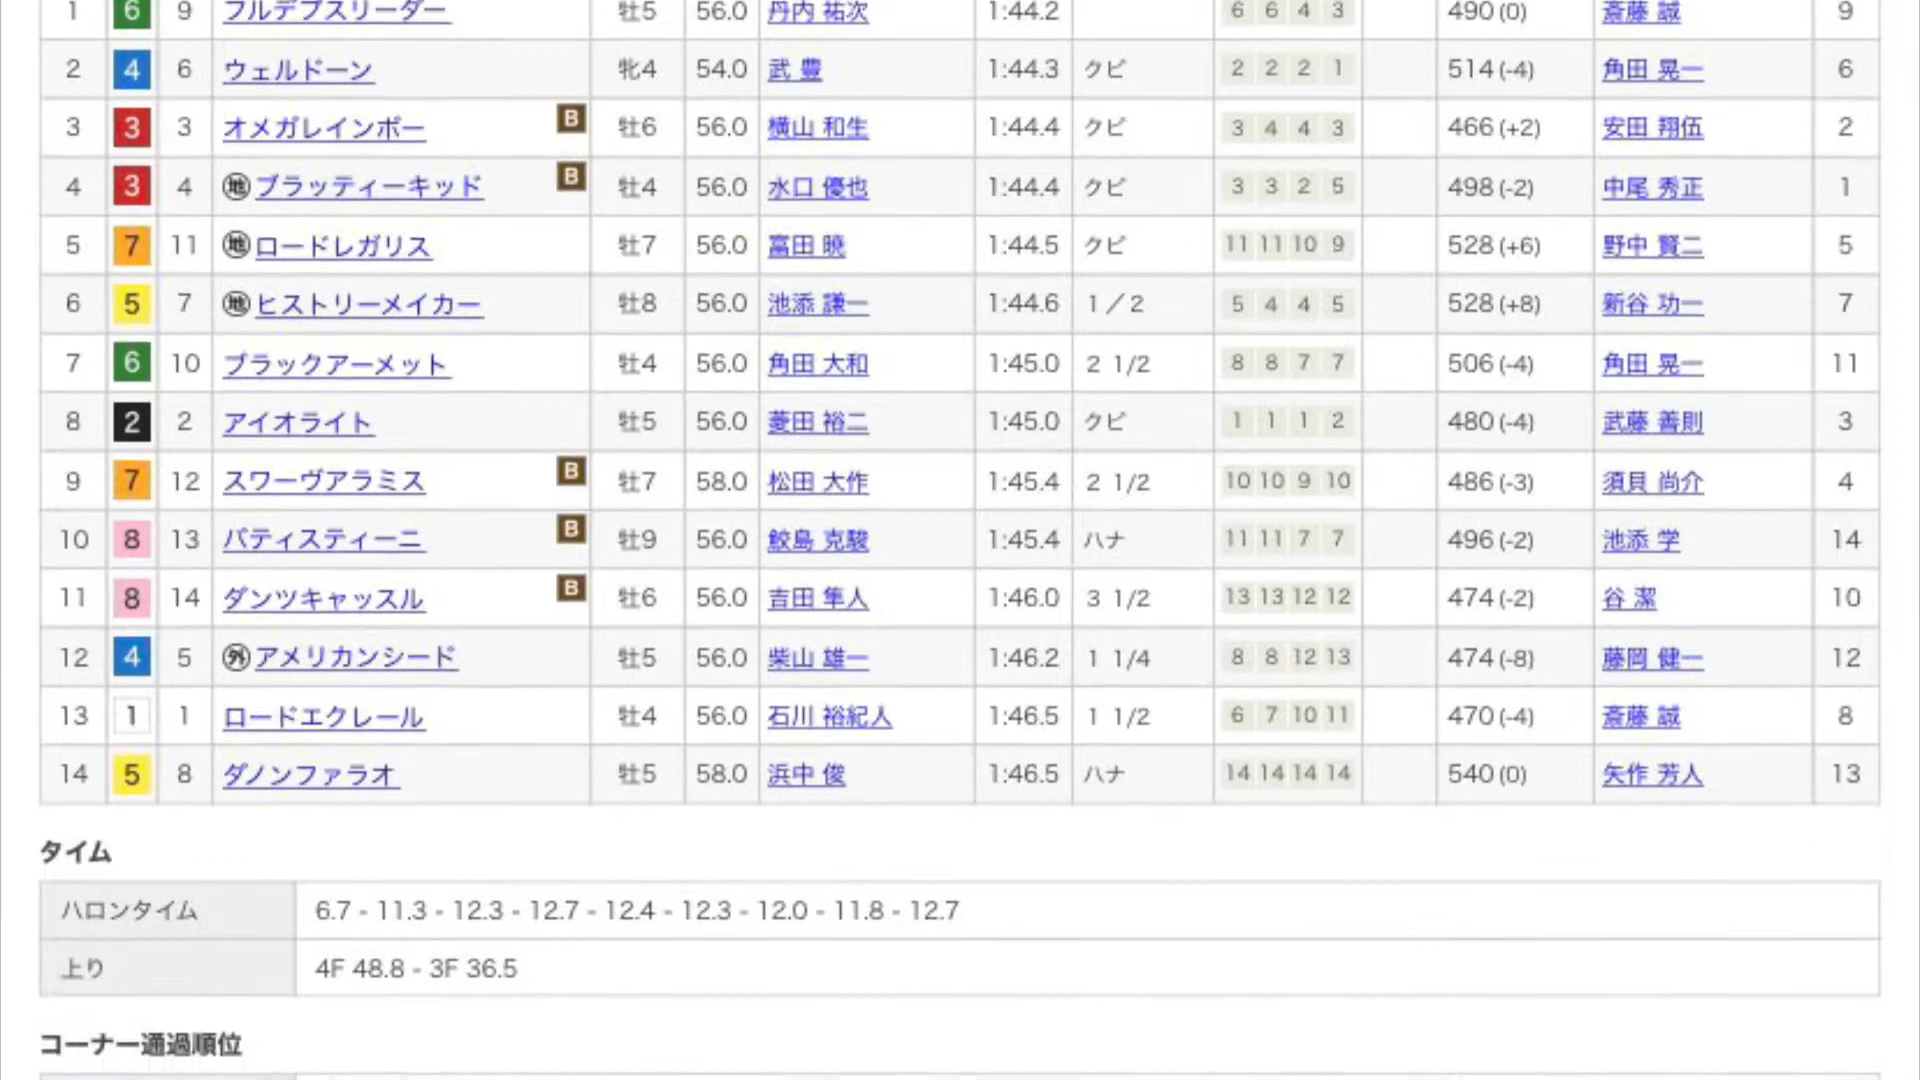 1 6 9 フルデプスリーダー 牡5 56.0 丹内 祐次 1:44.2 6 6 4 3 490 (0) 斎藤 誠 9
2 4 6 ウェルドーン 牝4 54.0 武 豊 1:44.3 クビ 2 2 2 1 514 (-4) 角田 晃一 6
3 3 3 オメガレインボー B 牡6 56.0 横山 和生 1:44.4 クビ 3 4 4 3 466 (+2) 安田 翔伍 2
4 3 4 地 ブラッティーキッド B 牡4 56.0 水口 優也 1:44.4 クビ 3 3 2 5 498 (-2) 中尾 秀正 1
5 7 11 地 ロードレガリス 牡7 56.0 富田 暁 1:44.5 クビ 11 11 10 9 528 (+6) 野中 賢二 5
6 5 7 地 ヒストリーメイカー 牡8 56.0 池添 謙一 1:44.6 1／2 5 4 4 5 528 (+8) 新谷 功一 7
7 6 10 ブラックアーメット 牡4 56.0 角田 大和 1:45.0 2 1/2 8 8 7 7 506 (-4) 角田 晃一 11
8 2 2 アイオライト 牡5 56.0 菱田 裕二 1:45.0 クビ 1 1 1 2 480 (-4) 武藤 善則 3
9 7 12 スワーヴアラミス B 牡7 58.0 松田 大作 1:45.4 2 1/2 10 10 9 10 486 (-3) 須貝 尚介 4
10 8 13 バティスティーニ B 牡9 56.0 鮫島 克駿 1:45.4 ハナ 11 11 7 7 496 (-2) 池添 学 14
11 8 14 ダンツキャッスル B 牡6 56.0 吉田 隼人 1:46.0 3 1/2 13 13 12 12 474 (-2) 谷 潔 10
12 4 5 外 アメリカンシード 牡5 56.0 柴山 雄一 1:46.2 1 1/4 8 8 12 13 474 (-8) 藤岡 健一 12
13 1 1 ロードエクレール 牡4 56.0 石川 裕紀人 1:46.5 1 1/2 6 7 10 11 470 (-4) 斎藤 誠 8
14 5 8 ダノンファラオ 牡5 58.0 浜中 俊 1:46.5 ハナ 14 14 14 14 540 (0) 矢作 芳人 13
タイム
ハロンタイム 6.7 - 11.3 - 12.3 - 12.7 - 12.4 - 12.3 - 12.0 - 11.8 - 12.7
上り 4F 48.8 - 3F 36.5
コーナー通過順位